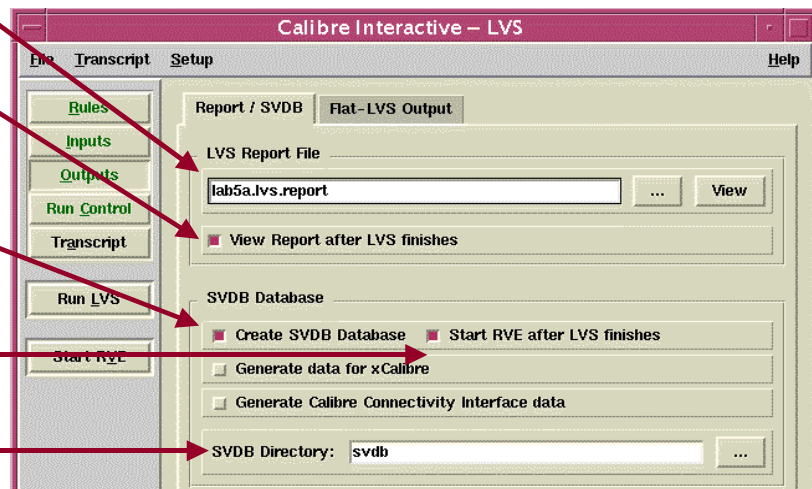 Calibre Interactive – LVS
File Transcript Setup Help
Rules
Inputs
Outputs
Run Control
Transcript
Run LVS
Start RVE
Report / SVDB Flat-LVS Output
LVS Report File
lab5a.lvs.report ... View
View Report after LVS finishes
SVDB Database
Create SVDB Database Start RVE after LVS finishes
Generate data for xCalibre
Generate Calibre Connectivity Interface data
SVDB Directory: svdb ...